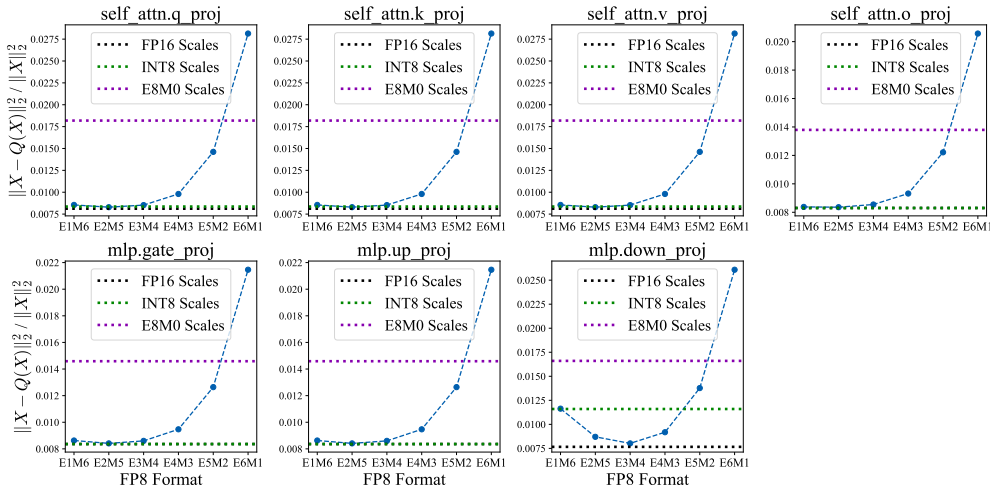 self_attn.q_proj
||X − Q(X)||²₂ / ||X||²₂
0.0275
0.0250
0.0225
0.0200
0.0175
0.0150
0.0125
0.0100
0.0075
FP16 Scales
INT8 Scales
E8M0 Scales
E1M6 E2M5 E3M4 E4M3 E5M2 E6M1
self_attn.k_proj
0.0275
0.0250
0.0225
0.0200
0.0175
0.0150
0.0125
0.0100
0.0075
FP16 Scales
INT8 Scales
E8M0 Scales
E1M6 E2M5 E3M4 E4M3 E5M2 E6M1
self_attn.v_proj
0.0275
0.0250
0.0225
0.0200
0.0175
0.0150
0.0125
0.0100
0.0075
FP16 Scales
INT8 Scales
E8M0 Scales
E1M6 E2M5 E3M4 E4M3 E5M2 E6M1
self_attn.o_proj
0.020
0.018
0.016
0.014
0.012
0.010
0.008
FP16 Scales
INT8 Scales
E8M0 Scales
E1M6 E2M5 E3M4 E4M3 E5M2 E6M1
mlp.gate_proj
||X − Q(X)||²₂ / ||X||²₂
0.022
0.020
0.018
0.016
0.014
0.012
0.010
0.008
FP16 Scales
INT8 Scales
E8M0 Scales
E1M6 E2M5 E3M4 E4M3 E5M2 E6M1
FP8 Format
mlp.up_proj
0.022
0.020
0.018
0.016
0.014
0.012
0.010
0.008
FP16 Scales
INT8 Scales
E8M0 Scales
E1M6 E2M5 E3M4 E4M3 E5M2 E6M1
FP8 Format
mlp.down_proj
0.0250
0.0225
0.0200
0.0175
0.0150
0.0125
0.0100
0.0075
FP16 Scales
INT8 Scales
E8M0 Scales
E1M6 E2M5 E3M4 E4M3 E5M2 E6M1
FP8 Format